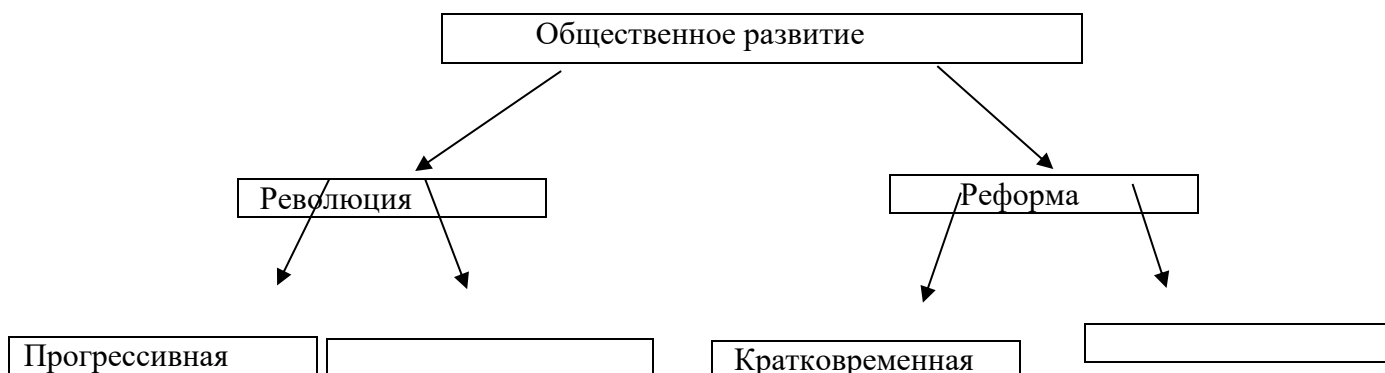 Общественное развитие
Революция
Реформа
Прогрессивная
Кратковременная